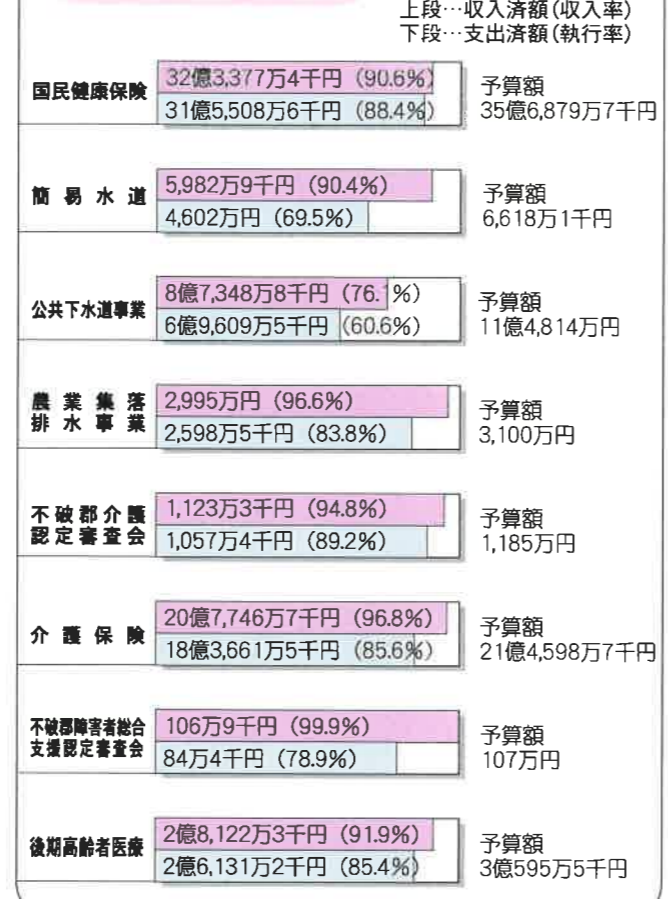 上段…収入済額(収入率)
下段…支出済額(執行率)
国民健康保険
32億3,377万4千円 (90.6%)
31億5,508万6千円 (88.4%)
予算額
35億6,879万7千円
簡易水道
5,982万9千円 (90.4%)
4,602万円 (69.5%)
予算額
6,618万1千円
公共下水道事業
8億7,348万8千円 (76.1%)
6億9,609万5千円 (60.6%)
予算額
11億4,814万円
農業集落
排水事業
2,995万円 (96.6%)
2,598万5千円 (83.8%)
予算額
3,100万円
不破郡介護
認定審査会
1,123万3千円 (94.8%)
1,057万4千円 (89.2%)
予算額
1,185万円
介護保険
20億7,746万7千円 (96.8%)
18億3,661万5千円 (85.6%)
予算額
21億4,598万7千円
不破郡障害者総合
支援認定審査会
106万9千円 (99.9%)
84万4千円 (78.9%)
予算額
107万円
後期高齢者医療
2億8,122万3千円 (91.9%)
2億6,131万2千円 (85.4%)
予算額
3億595万5千円